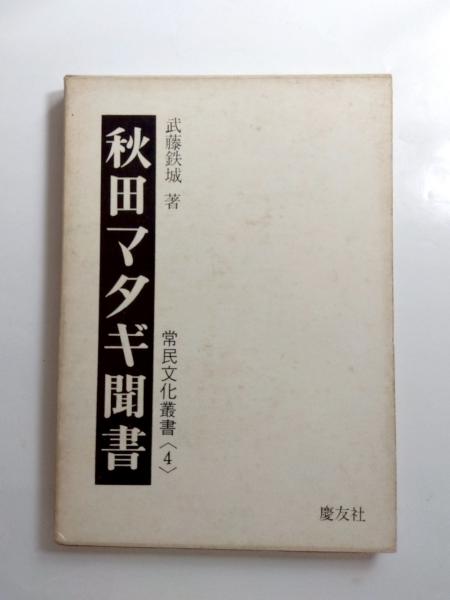 武藤鉄城 著
秋田マタギ聞書
常民文化叢書〈4〉
慶友社